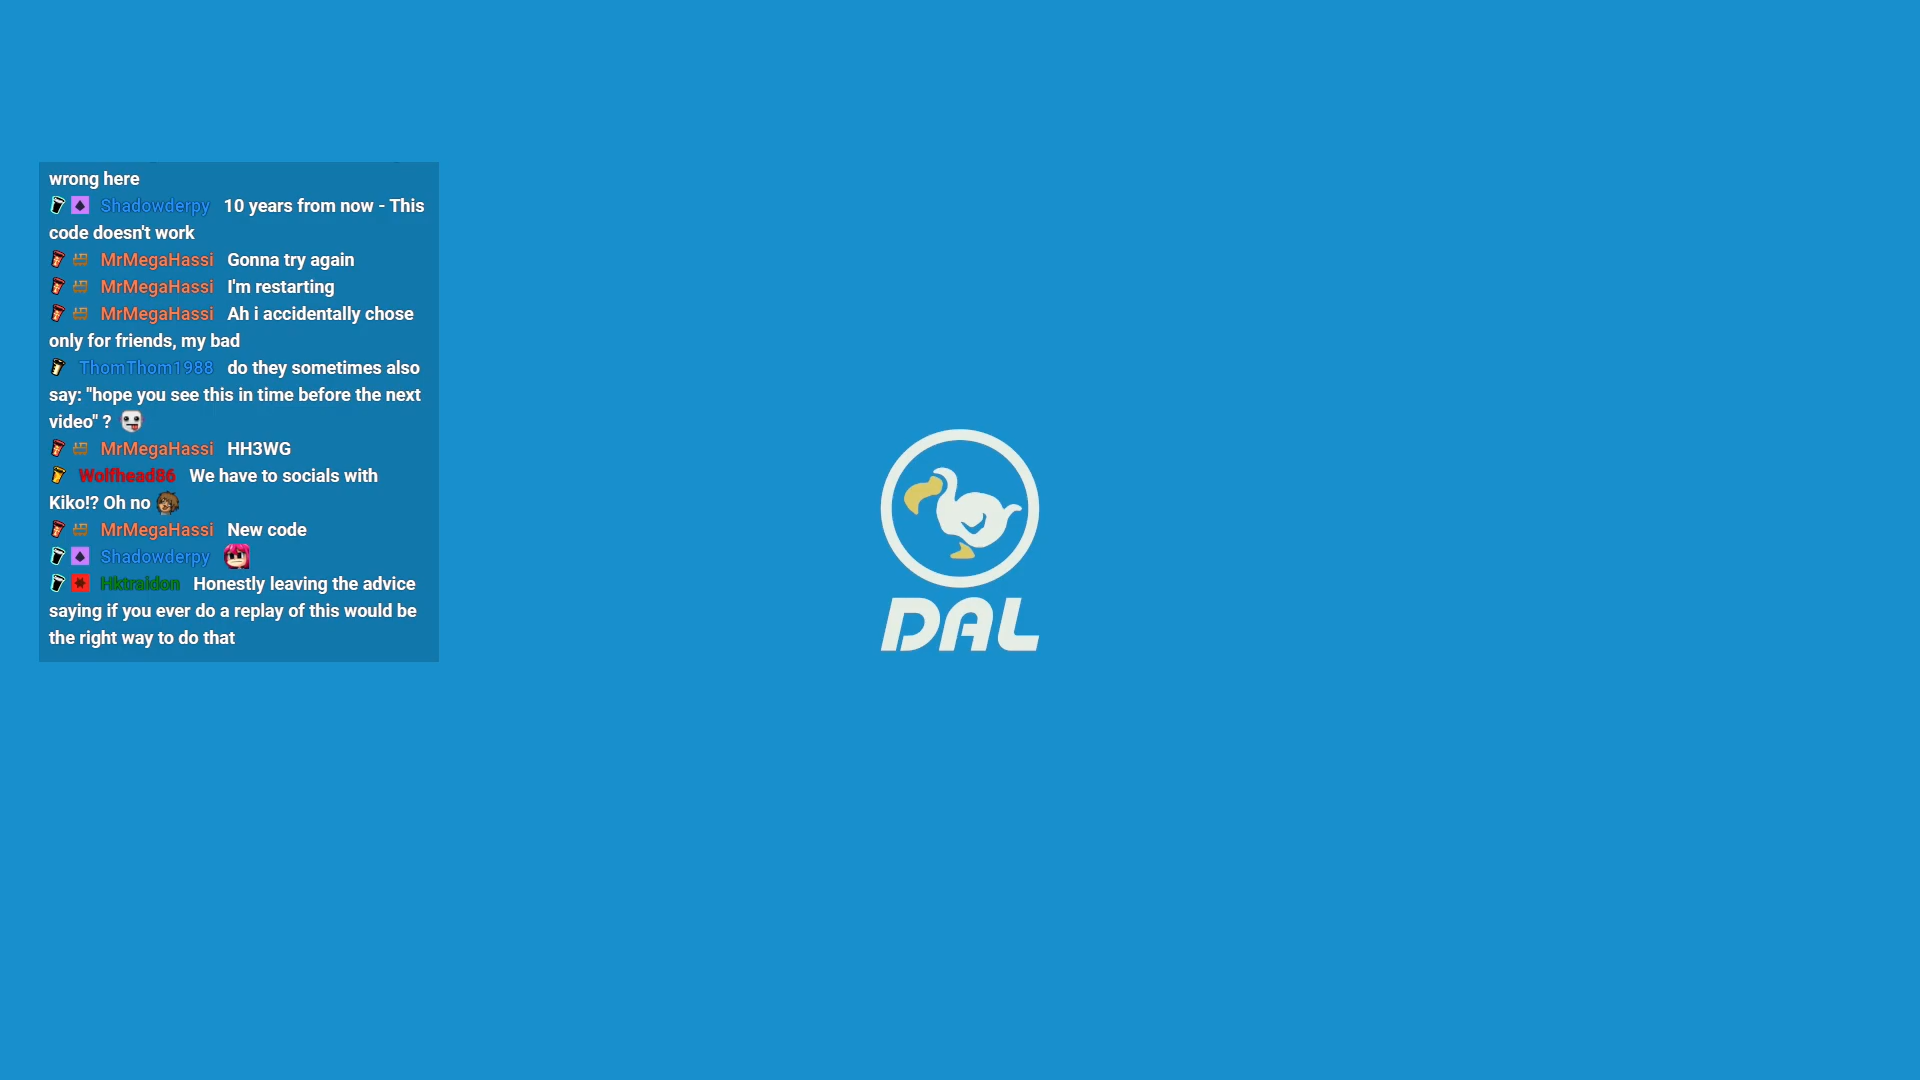 wrong here
Shadowderpy 10 years from now - This
code doesn't work
MrMegaHassi Gonna try again
MrMegaHassi I'm restarting
MrMegaHassi Ah i accidentally chose
only for friends, my bad
ThomThom1988 do they sometimes also
say: "hope you see this in time before the next
video" ?
MrMegaHassi HH3WG
Wolfhead86 We have to socials with
Kiko!? Oh no
MrMegaHassi New code
Shadowderpy
Hktraidon Honestly leaving the advice
saying if you ever do a replay of this would be
the right way to do that
DAL